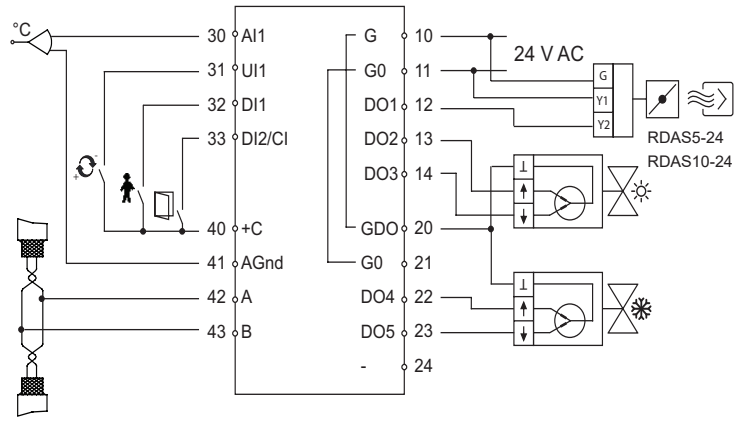 °C
30 AI1 G 10
24 V AC
31 UI1 G0 11
G
32 DI1 DO1 12
Y1
Y2
33 DI2/CI DO2 13
RDAS5-24
RDAS10-24
DO3 14
+ -
40 +C GDO 20
41 AGnd G0 21
42 A DO4 22
43 B DO5 23
- 24